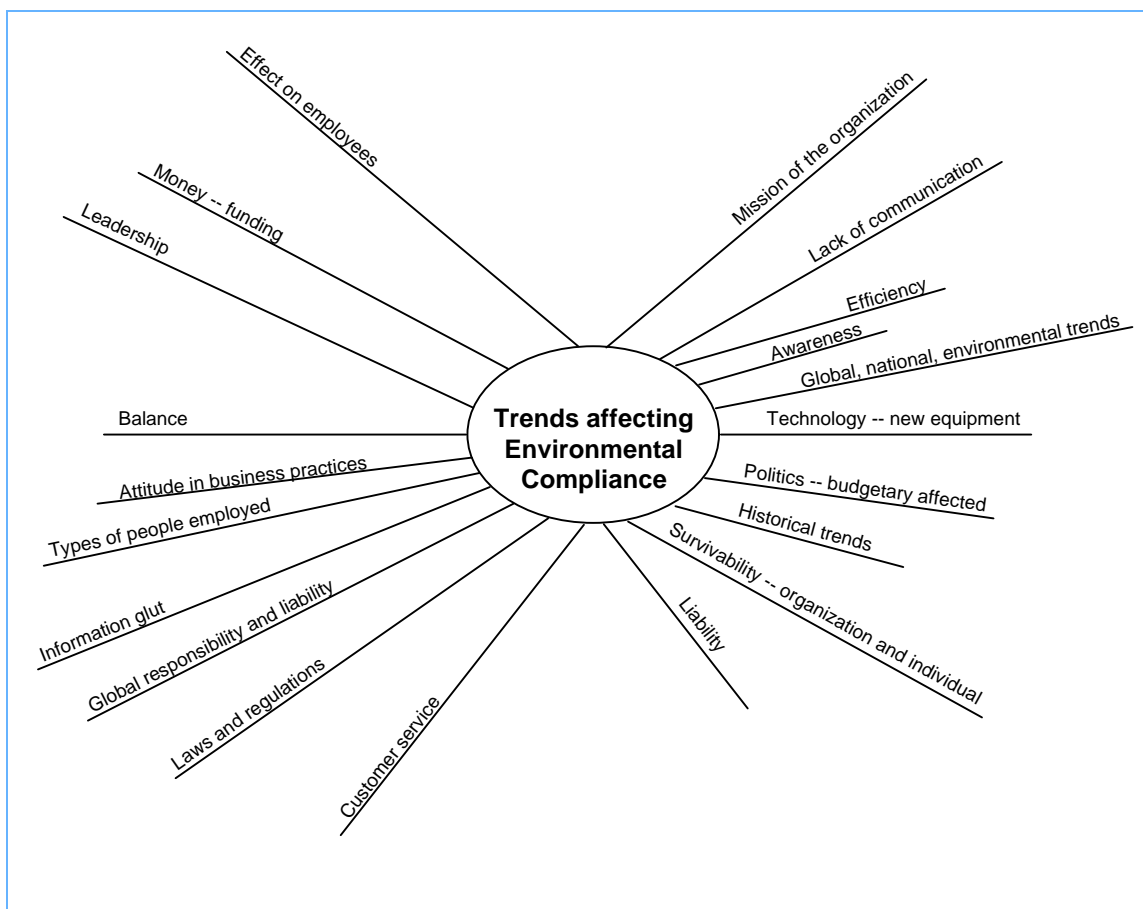 Effect on employees
Mission of the organization
Money -- funding
Lack of communication
Leadership
Efficiency
Awareness
Global, national, environmental trends
Balance
Trends affecting
Environmental
Compliance
Technology -- new equipment
Attitude in business practices
Politics -- budgetary affected
Types of people employed
Historical trends
Survivability -- organization and individual
Information glut
Liability
Global responsibility and liability
Laws and regulations
Customer service